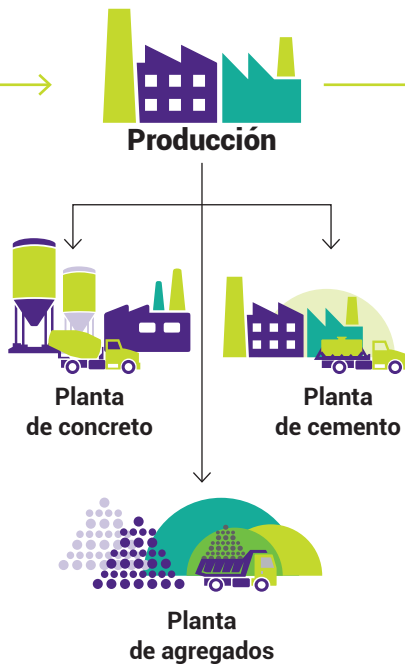 Producción
Planta
de concreto
Planta
de cemento
Planta
de agregados